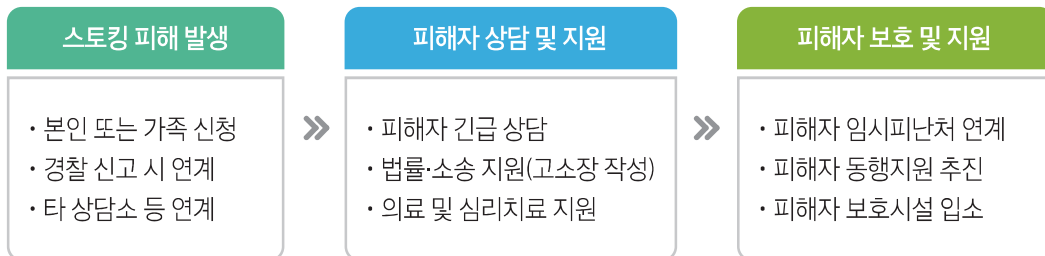 스토킹 피해 발생
· 본인 또는 가족 신청
· 경찰 신고 시 연계
· 타 상담소 등 연계
피해자 상담 및 지원
· 피해자 긴급 상담
· 법률·소송 지원(고소장 작성)
· 의료 및 심리치료 지원
피해자 보호 및 지원
· 피해자 임시피난처 연계
· 피해자 동행지원 추진
· 피해자 보호시설 입소